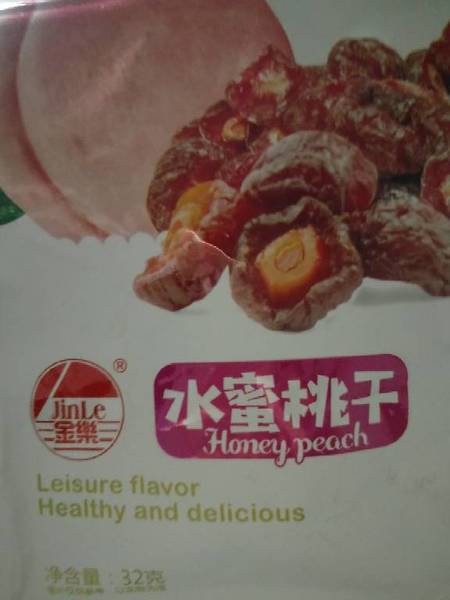 ®
JinLe
金樂
水蜜桃干
Honey peach
Leisure flavor
Healthy and delicious
净含量：32克